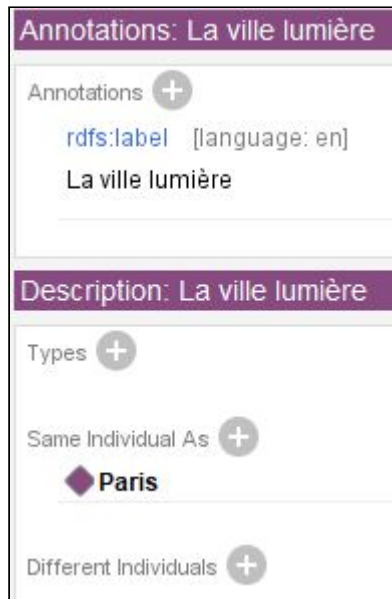 Annotations: La ville lumière
Annotations
rdfs:label [language: en]
La ville lumière
Description: La ville lumière
Types
Same Individual As
Paris
Different Individuals